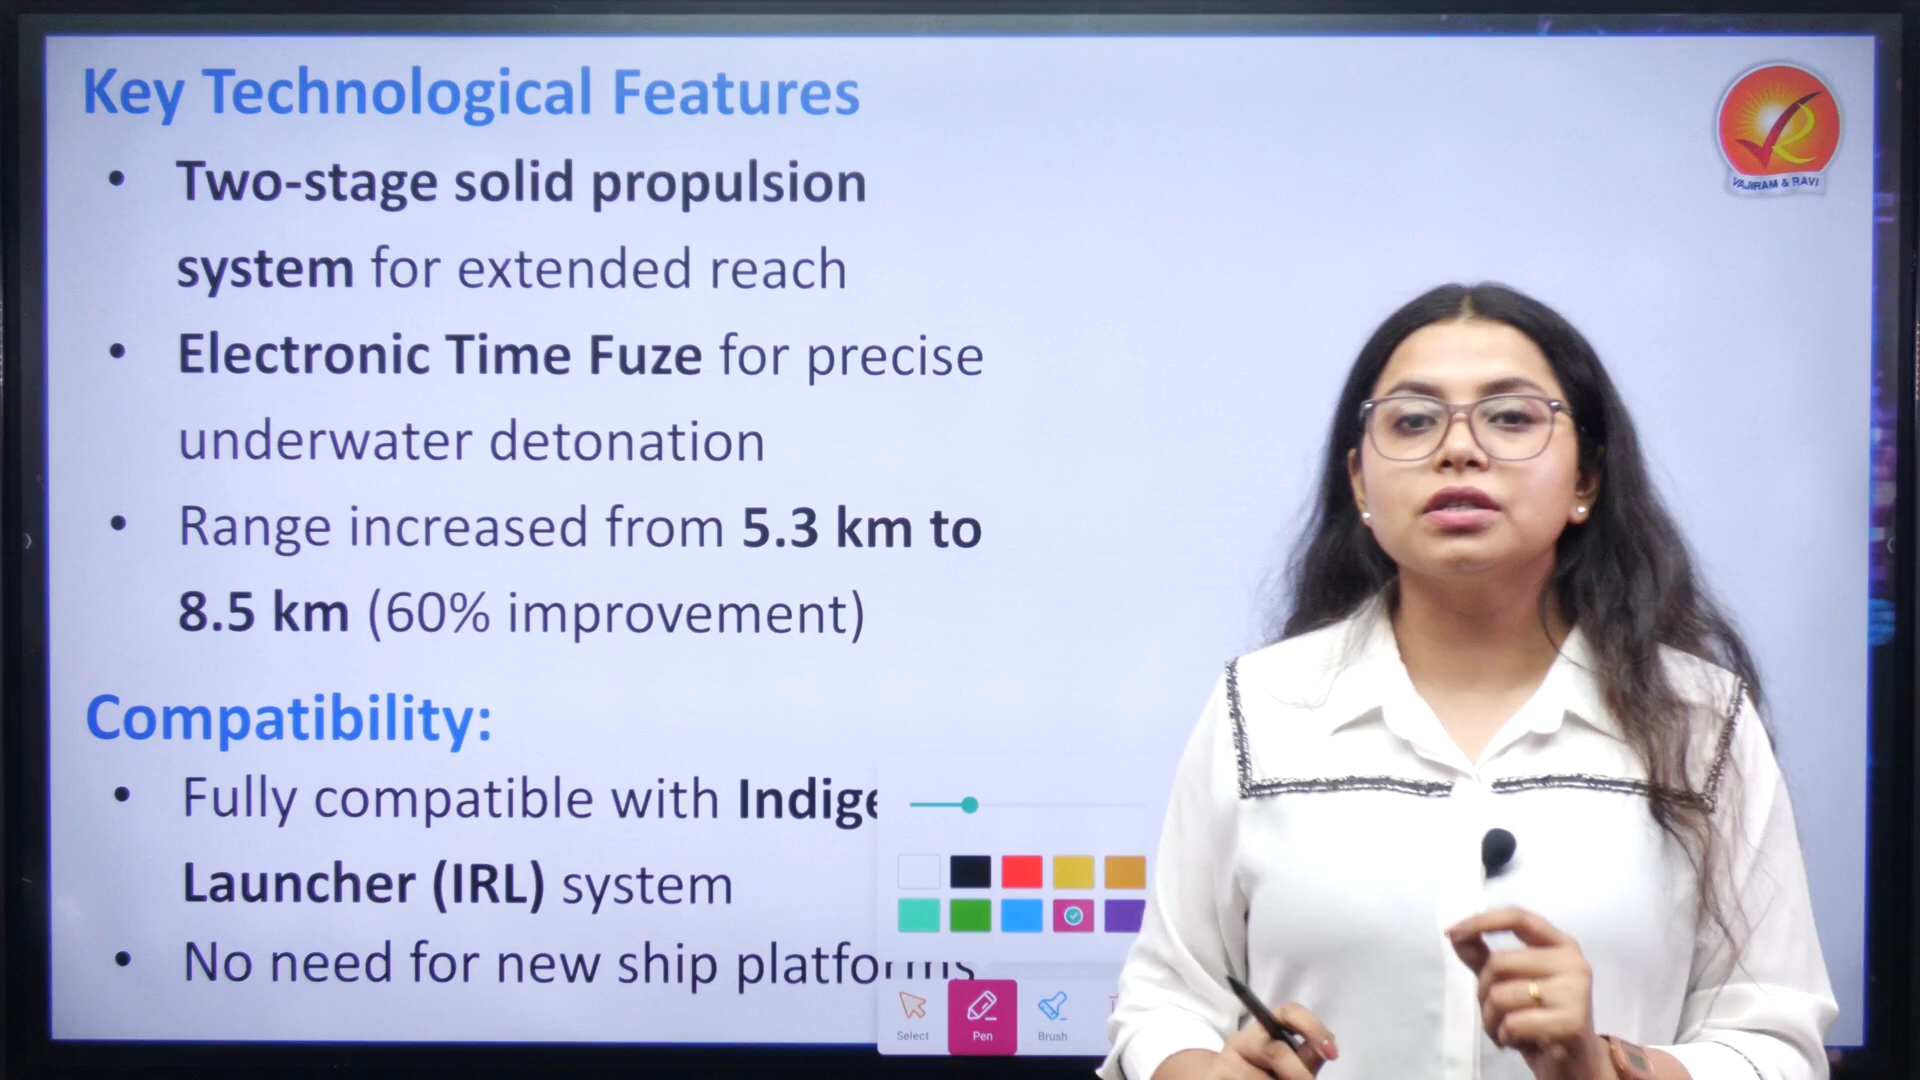 Key Technological Features
VAJIRAM & RAVI
• Two-stage solid propulsion
system for extended reach
• Electronic Time Fuze for precise
underwater detonation
• Range increased from 5.3 km to
8.5 km (60% improvement)
Compatibility:
• Fully compatible with
Launcher (IRL) system
• No need for new ship platforms
Select
Pen
Brush